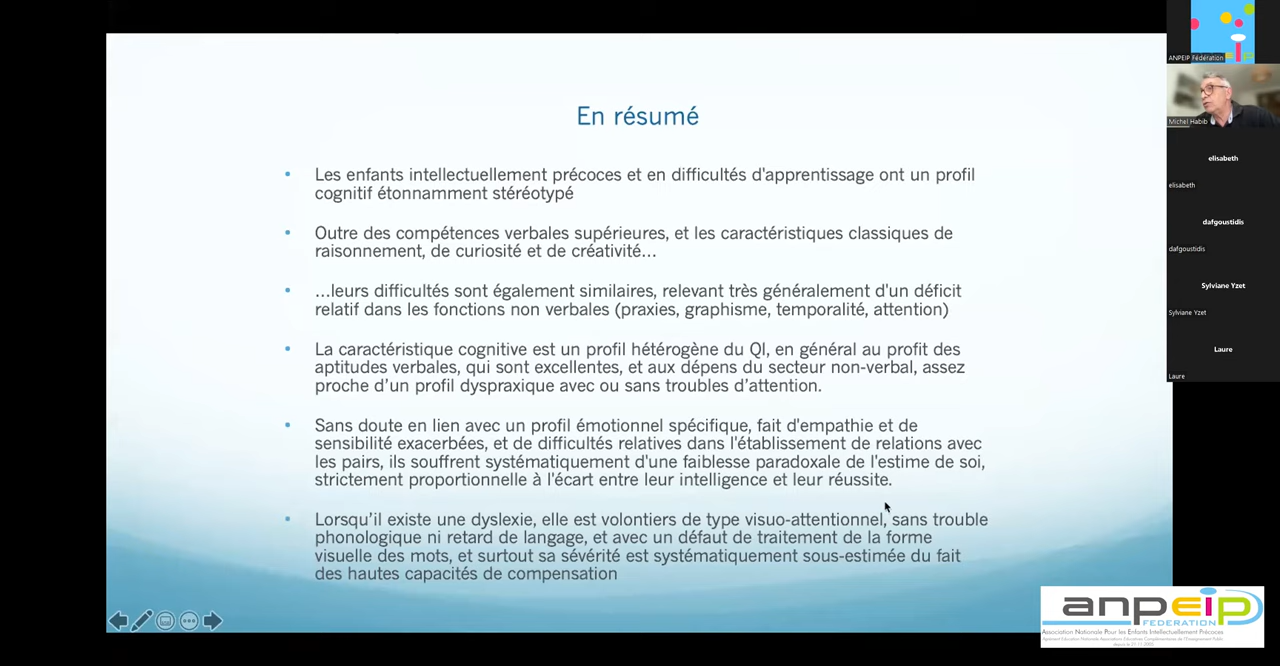 En résumé
Les enfants intellectuellement précoces et en difficultés d'apprentissage ont un profil
cognitif étonnamment stéréotypé
Outre des compétences verbales supérieures, et les caractéristiques classiques de
raisonnement, de curiosité et de créativité...
...leurs difficultés sont également similaires, relevant très généralement d'un déficit
relatif dans les fonctions non verbales (praxies, graphisme, temporalité, attention)
La caractéristique cognitive est un profil hétérogène du QI, en général au profit des
aptitudes verbales, qui sont excellentes, et aux dépens du secteur non-verbal, assez
proche d’un profil dyspraxique avec ou sans troubles d’attention.
Sans doute en lien avec un profil émotionnel spécifique, fait d'empathie et de
sensibilité exacerbées, et de difficultés relatives dans l'établissement de relations avec
les pairs, ils souffrent systématiquement d'une faiblesse paradoxale de l'estime de soi,
strictement proportionnelle à l'écart entre leur intelligence et leur réussite.
Lorsqu’il existe une dyslexie, elle est volontiers de type visuo-attentionnel, sans trouble
phonologique ni retard de langage, et avec un défaut de traitement de la forme
visuelle des mots, et surtout sa sévérité est systématiquement sous-estimée du fait
des hautes capacités de compensation
ANPEIP Fédération
Michel Habib
elisabeth
elisabeth
dafgoustidis
dafgoustidis
Sylviane Yzet
Sylviane Yzet
Laure
Laure
anpeip
FEDERATION
Association Nationale Pour les Enfants Intellectuellement Précoces